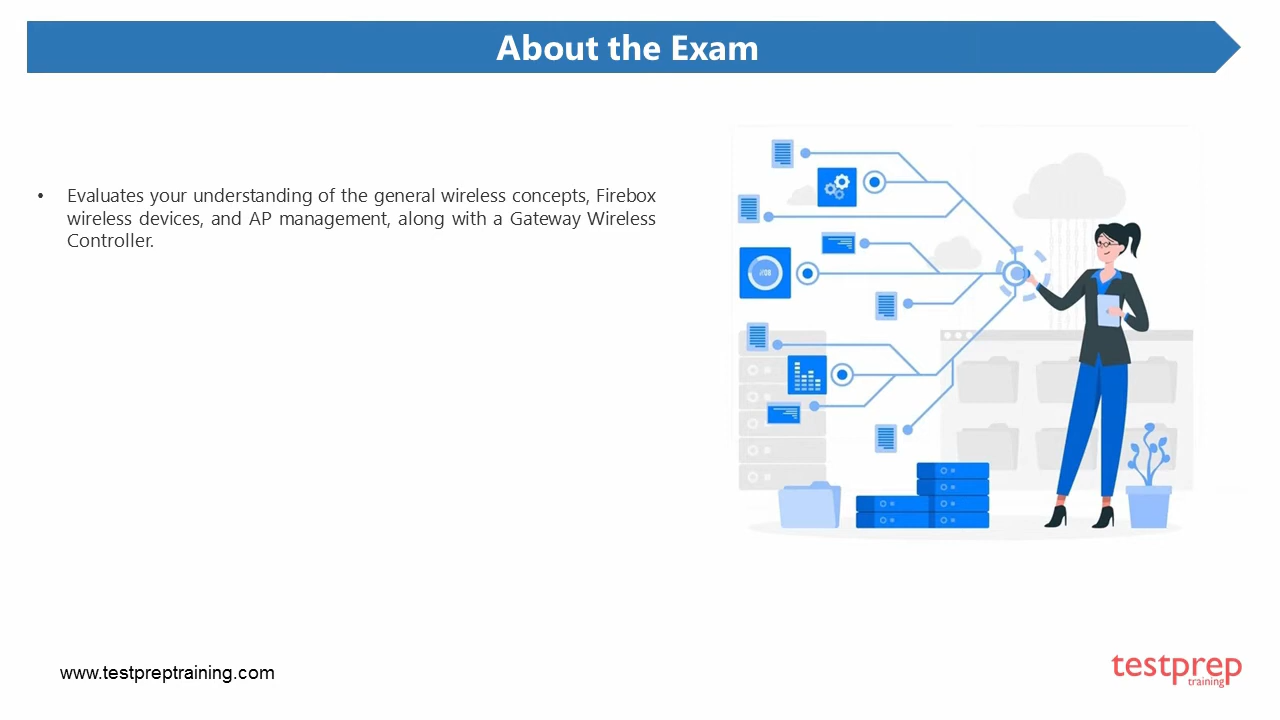 About the Exam
• Evaluates your understanding of the general wireless concepts, Firebox
wireless devices, and AP management, along with a Gateway Wireless
Controller.
www.testpreptraining.com
testprep
training